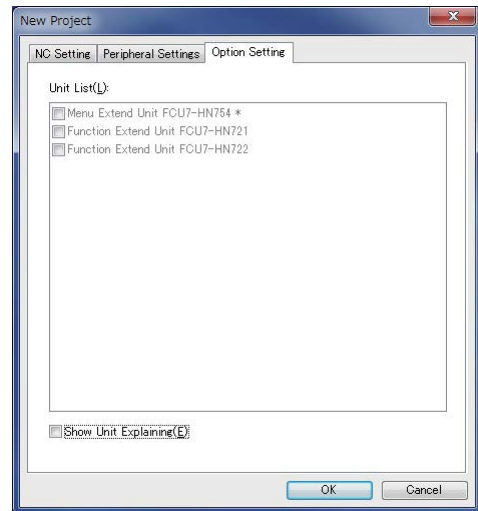 New Project
NC Setting Peripheral Settings Option Setting
Unit List(L):
Menu Extend Unit FCU7-HN754 *
Function Extend Unit FCU7-HN721
Function Extend Unit FCU7-HN722
Show Unit Explaining(E)
OK Cancel